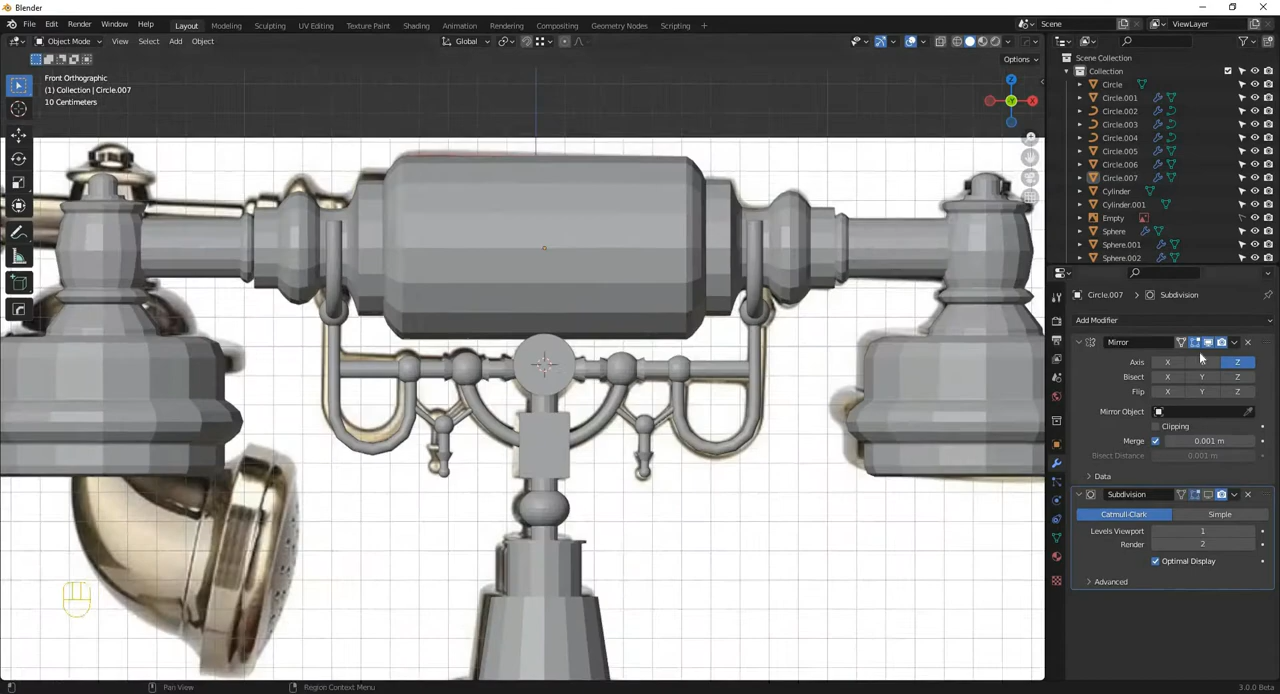 Blender
File Edit Render Window Help
Layout Modeling Sculpting UV Editing Texture Paint Shading Animation Rendering Compositing Geometry Nodes Scripting +
Scene
ViewLayer
Object Mode View Select Add Object
Global
Options
Front Orthographic
(1) Collection | Circle.007
10 Centimeters
Z
X
Y
Scene Collection
Collection
Circle
Circle.001
Circle.002
Circle.003
Circle.004
Circle.005
Circle.006
Circle.007
Cylinder
Cylinder.001
Empty
Sphere
Sphere.001
Sphere.002
Circle.007 > Subdivision
Add Modifier
Mirror
Axis X Z
Bisect X Y Z
Flip X Y Z
Mirror Object
Clipping
Merge 0.001 m
Bisect Distance 0.001 m
Data
Subdivision
Catmull-Clark Simple
Levels Viewport 1
Render 2
Optimal Display
Advanced
Pan View
Region Context Menu
3.0.0 Beta